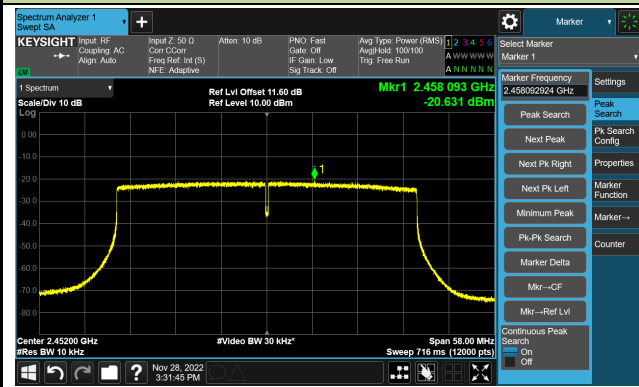 Spectrum Analyzer 1
Swept SA
Marker
KEYSIGHT
Input: RF
Coupling: AC
Align: Auto
Input Z: 50 Ω
Corr CCorr
Freq Ref: Int (S)
NFE: Adaptive
Atten: 10 dB
PNO: Fast
Gate: Off
IF Gain: Low
Sig Track: Off
Avg Type: Power (RMS)
Avg|Hold: 100/100
Trig: Free Run
1 2 3 4 5 6
A W W W W W
A N N N N N
Select Marker
Marker 1
LXI
1 Spectrum
Scale/Div 10 dB
Log
Ref Lvl Offset 11.60 dB
Ref Level 10.00 dBm
Mkr1 2.458 093 GHz
-20.631 dBm
0.00
-10.0
-20.0
-30.0
-40.0
-50.0
-60.0
-70.0
-80.0
1
Center 2.45200 GHz
#Res BW 10 kHz
#Video BW 30 kHz*
Span 58.00 MHz
Sweep 716 ms (12000 pts)
Marker Frequency
2.458092924 GHz
Peak Search
Next Peak
Next Pk Right
Next Pk Left
Minimum Peak
Pk-Pk Search
Marker Delta
Mkr→CF
Mkr→Ref Lvl
Continuous Peak
Search
On
Off
Settings
Peak
Search
Pk Search
Config
Properties
Marker
Function
Marker→
Counter
?
Nov 28, 2022
3:31:45 PM